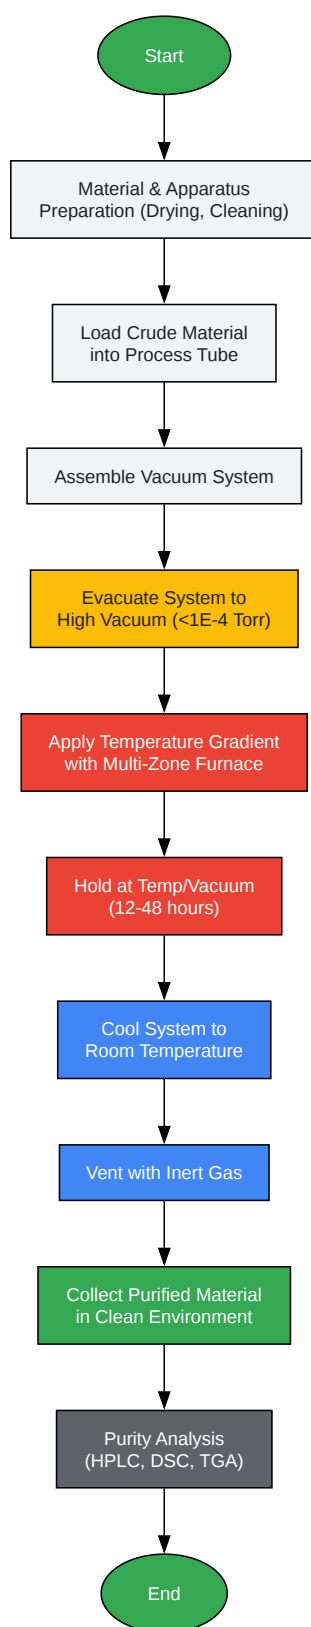 Start
Material & Apparatus
Preparation (Drying, Cleaning)
Load Crude Material
into Process Tube
Assemble Vacuum System
Evacuate System to
High Vacuum (<1E-4 Torr)
Apply Temperature Gradient
with Multi-Zone Furnace
Hold at Temp/Vacuum
(12-48 hours)
Cool System to
Room Temperature
Vent with Inert Gas
Collect Purified Material
in Clean Environment
Purity Analysis
(HPLC, DSC, TGA)
End